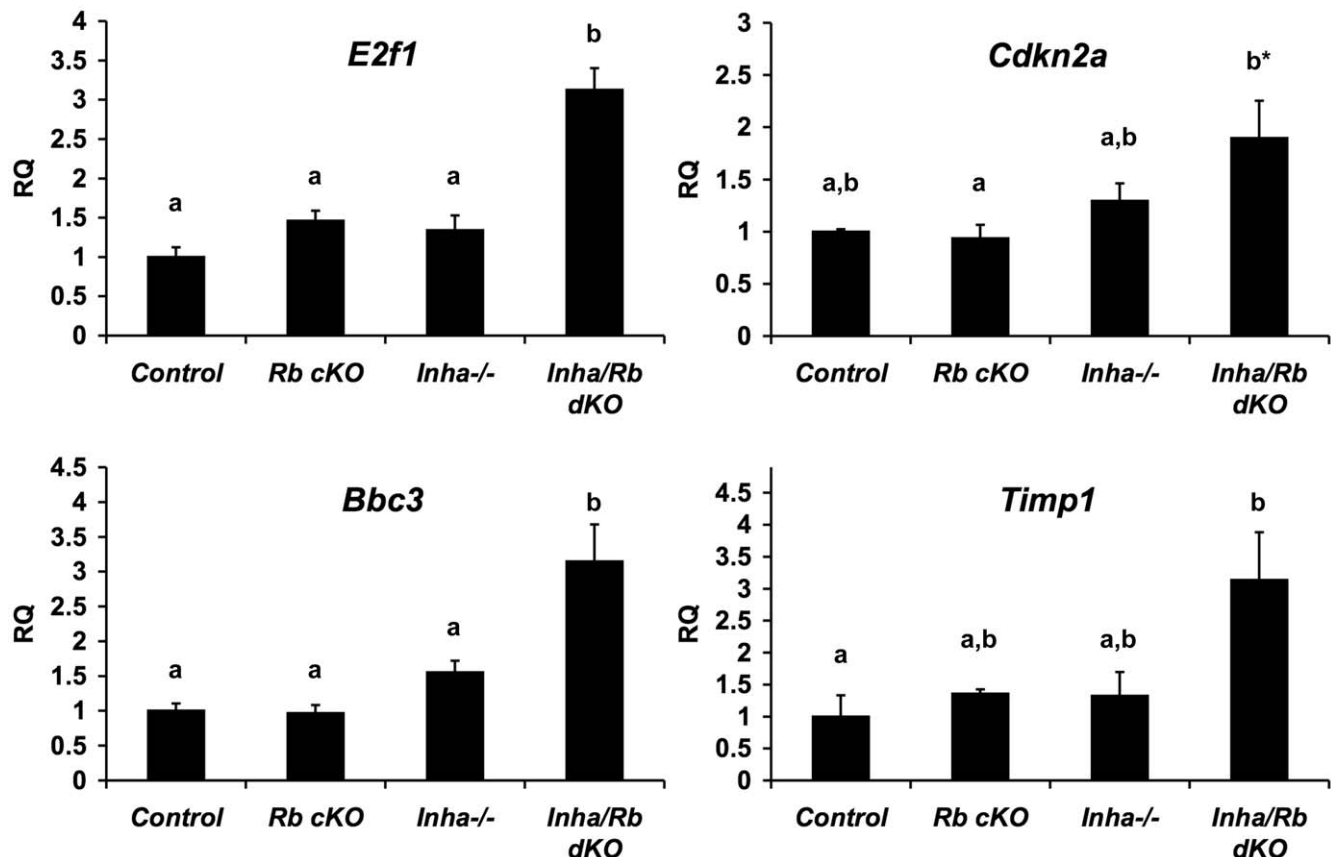 E2f1
RQ
4
3.5
3
2.5
2
1.5
1
0.5
0
a
a
a
b
Control
Rb cKO
Inha-/-
Inha/Rb
dKO
Cdkn2a
RQ
3
2.5
2
1.5
1
0.5
0
a,b
a
a,b
b*
Control
Rb cKO
Inha-/-
Inha/Rb
dKO
Bbc3
RQ
4.5
4
3.5
3
2.5
2
1.5
1
0.5
0
a
a
a
b
Control
Rb cKO
Inha-/-
Inha/Rb
dKO
Timp1
RQ
4.5
4
3.5
3
2.5
2
1.5
1
0.5
0
a
a,b
a,b
b
Control
Rb cKO
Inha-/-
Inha/Rb
dKO